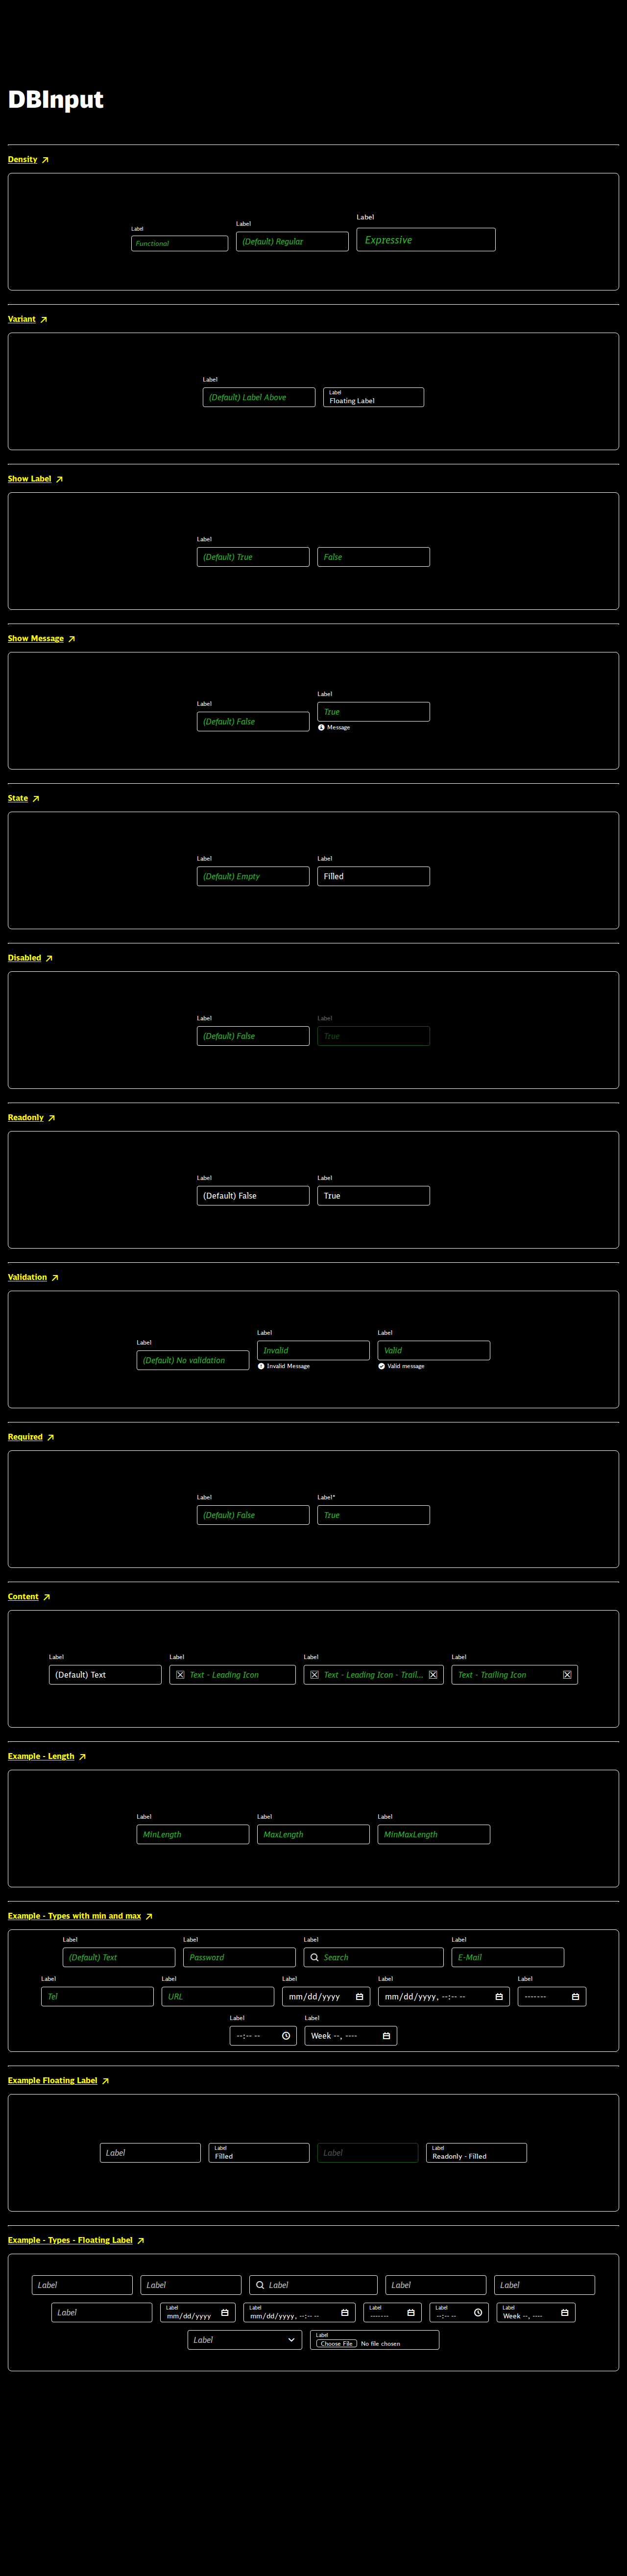 DBInput
Density
Label Label Label
Functional (Default) Regular Expressive
Variant
Label Label
(Default) Label Above Floating Label
Show Label
Label
(Default) True False
Show Message
Label Label
(Default) False True
Message
State
Label Label
(Default) Empty Filled
Disabled
Label Label
(Default) False True
Readonly
Label Label
(Default) False True
Validation
Label Label Label
(Default) No validation Invalid Valid
Invalid Message Valid message
Required
Label Label*
(Default) False True
Content
Label Label Label Label
(Default) Text Text - Leading Icon Text - Leading Icon - Trail... Text - Trailing Icon
Example - Length
Label Label Label
MinLength MaxLength MinMaxLength
Example - Types with min and max
Label Label Label Label
(Default) Text Password Search E-Mail
Label Label Label Label Label
Tel URL mm/dd/yyyy mm/dd/yyyy, --:-- -- -------
Label Label
--:-- -- Week --, ----
Example Floating Label
Label Label Label Label
Filled Readonly - Filled
Example - Types - Floating Label
Label Label Label Label Label
Label Label Label Label Label Label
mm/dd/yyyy mm/dd/yyyy, --:-- -- ------- --:-- -- Week --, ----
Label Label
Choose File No file chosen